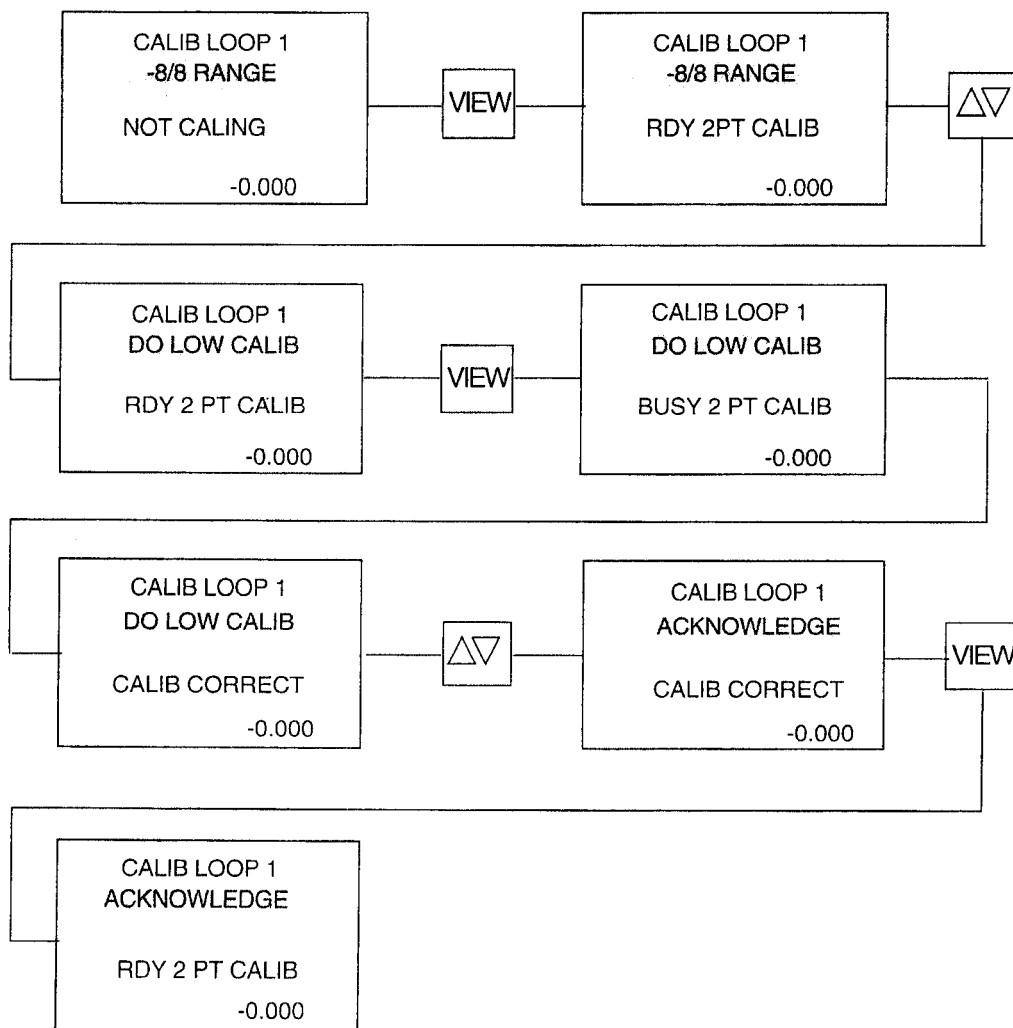 CALIB LOOP 1
-8/8 RANGE
NOT CALING
-0.000
VIEW
CALIB LOOP 1
-8/8 RANGE
RDY 2PT CALIB
-0.000
△▽
CALIB LOOP 1
DO LOW CALIB
RDY 2 PT CALIB
-0.000
VIEW
CALIB LOOP 1
DO LOW CALIB
BUSY 2 PT CALIB
-0.000
CALIB LOOP 1
DO LOW CALIB
CALIB CORRECT
-0.000
△▽
CALIB LOOP 1
ACKNOWLEDGE
CALIB CORRECT
-0.000
VIEW
CALIB LOOP 1
ACKNOWLEDGE
RDY 2 PT CALIB
-0.000